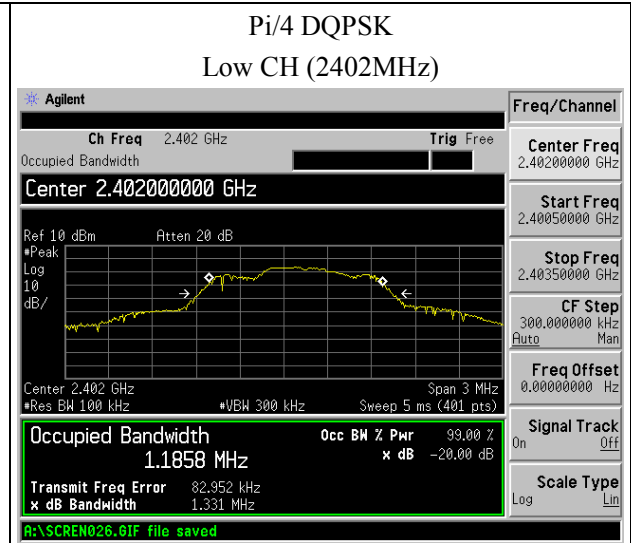 Pi/4 DQPSK
Low CH (2402MHz)
Agilent
Freq/Channel
Ch Freq 2.402 GHz Trig Free
Occupied Bandwidth
Center 2.402000000 GHz
Ref 10 dBm Atten 20 dB
#Peak
Log
10
dB/
Center 2.402 GHz Span 3 MHz
#Res BW 100 kHz #VBW 300 kHz Sweep 5 ms (401 pts)
Occupied Bandwidth Occ BW % Pwr 99.00 %
1.1858 MHz x dB -20.00 dB
Transmit Freq Error 82.952 kHz
x dB Bandwidth 1.331 MHz
A:\SCREN026.GIF file saved
Center Freq
2.40200000 GHz
Start Freq
2.40050000 GHz
Stop Freq
2.40350000 GHz
CF Step
300.000000 kHz
Auto Man
Freq Offset
0.00000000 Hz
Signal Track
On Off
Scale Type
Log Lin